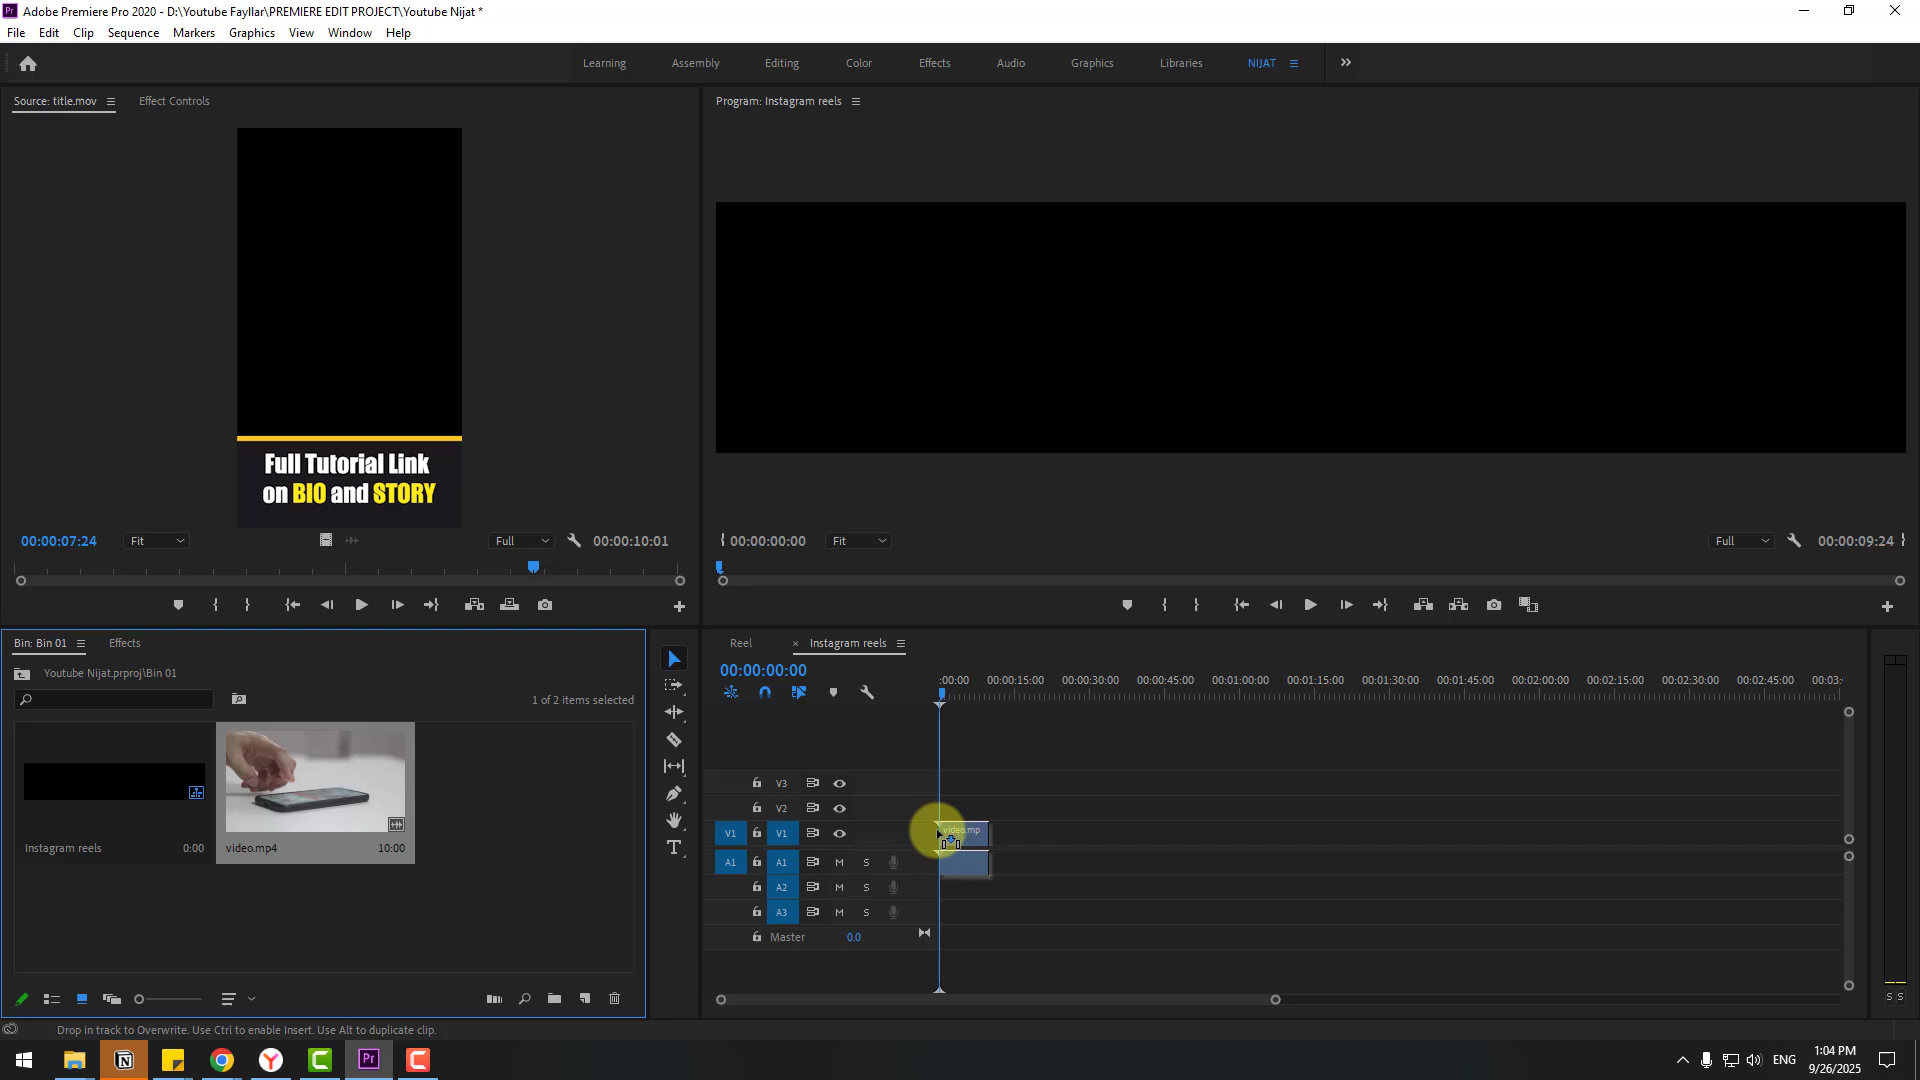 Adobe Premiere Pro 2020 - D:\Youtube Fayllar\PREMIERE EDIT PROJECT\Youtube Nijat *
File Edit Clip Sequence Markers Graphics View Window Help
Learning Assembly Editing Color Effects Audio Graphics Libraries NIJAT
Source: title.mov Effect Controls
Program: Instagram reels
Full Tutorial Link
on BIO and STORY
00:00:07:24 Fit Full 00:00:10:01
00:00:00:00 Fit Full 00:00:09:24
Bin: Bin 01 Effects
Youtube Nijat.prproj\Bin 01
1 of 2 items selected
Instagram reels 0:00
video.mp4 10:00
Reel Instagram reels
00:00:00:00
:00:00 00:00:15:00 00:00:30:00 00:00:45:00 00:01:00:00 00:01:15:00 00:01:30:00 00:01:45:00 00:02:00:00 00:02:15:00 00:02:30:00 00:02:45:00 00:03:
V3
V2
V1 V1 video.mp
A1 A1 M S
A2 M S
A3 M S
Master 0.0
S S
Drop in track to Overwrite. Use Ctrl to enable Insert. Use Alt to duplicate clip.
ENG
1:04 PM
9/26/2025